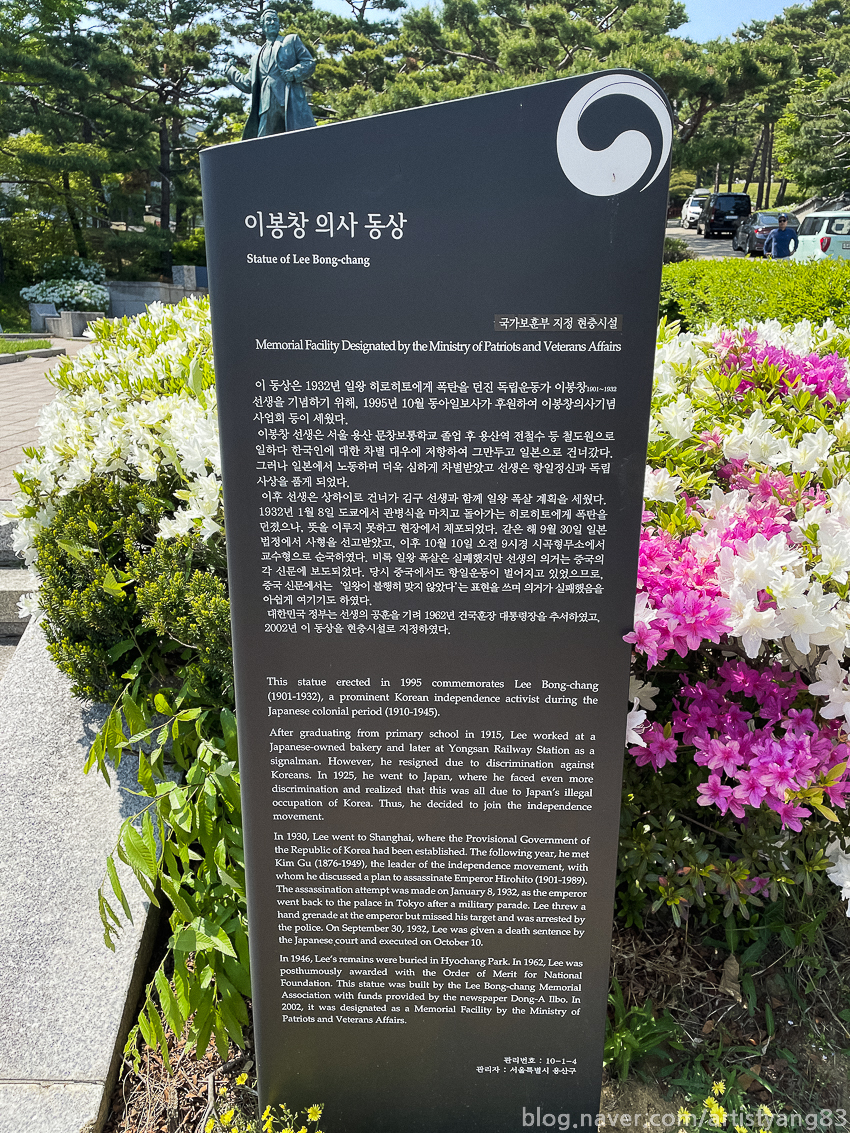 이봉창 의사 동상
Statue of Lee Bong-chang
국가보훈부 지정 현충시설
Memorial Facility Designated by the Ministry of Patriots and Veterans Affairs
이 동상은 1932년 일왕 히로히토에게 폭탄을 던진 독립운동가 이봉창1901~1932
선생을 기념하기 위해, 1995년 10월 동아일보사가 후원하여 이봉창의사기념
사업회 등이 세웠다.
이봉창 선생은 서울 용산 문창보통학교 졸업 후 용산역 전철수 등 철도원으로
일하다 한국인에 대한 차별 대우에 저항하여 그만두고 일본으로 건너갔다.
그러나 일본에서 노동하며 더욱 심하게 차별받았고 선생은 항일정신과 독립
사상을 품게 되었다.
이후 선생은 상하이로 건너가 김구 선생과 함께 일왕 폭살 계획을 세웠다.
1932년 1월 8일 도쿄에서 관병식을 마치고 돌아가는 히로히토에게 폭탄을
던졌으나, 뜻을 이루지 못하고 현장에서 체포되었다. 같은 해 9월 30일 일본
법정에서 사형을 선고받았고, 이후 10월 10일 오전 9시경 시곡형무소에서
교수형으로 순국하였다. 비록 일왕 폭살은 실패했지만 선생의 의거는 중국의
각 신문에 보도되었다. 당시 중국에서도 항일운동이 벌어지고 있었으므로,
중국 신문에서는 '일왕이 불행히 맞지 않았다'는 표현을 쓰며 의거가 실패했음을
아쉽게 여기기도 하였다.
대한민국 정부는 선생의 공훈을 기려 1962년 건국훈장 대통령장을 추서하였고,
2002년 이 동상을 현충시설로 지정하였다.
This statue erected in 1995 commemorates Lee Bong-chang
(1901-1932), a prominent Korean independence activist during the
Japanese colonial period (1910-1945).
After graduating from primary school in 1915, Lee worked at a
Japanese-owned bakery and later at Yongsan Railway Station as a
signalman. However, he resigned due to discrimination against
Koreans. In 1925, he went to Japan, where he faced even more
discrimination and realized that this was all due to Japan's illegal
occupation of Korea. Thus, he decided to join the independence
movement.
In 1930, Lee went to Shanghai, where the Provisional Government of
the Republic of Korea had been established. The following year, he met
Kim Gu (1876-1949), the leader of the independence movement, with
whom he discussed a plan to assassinate Emperor Hirohito (1901-1989).
The assassination attempt was made on January 8, 1932, as the emperor
went back to the palace in Tokyo after a military parade. Lee threw a
hand grenade at the emperor but missed his target and was arrested by
the police. On September 30, 1932, Lee was given a death sentence by
the Japanese court and executed on October 10.
In 1946, Lee's remains were buried in Hyochang Park. In 1962, Lee was
posthumously awarded with the Order of Merit for National
Foundation. This statue was built by the Lee Bong-chang Memorial
Association with funds provided by the newspaper Dong-A Ilbo. In
2002, it was designated as a Memorial Facility by the Ministry of
Patriots and Veterans Affairs.
관리번호 : 10-1-4
관리자 : 서울특별시 용산구
blog.naver.com/artistyang83